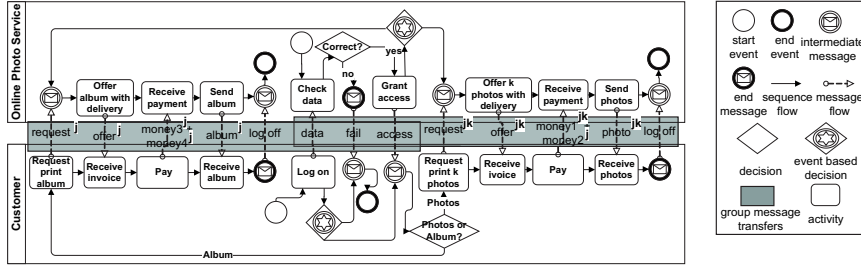 Online Photo Service
Correct?
yes
no
Offer
album with
delivery
Receive
payment
Send
album
Check
data
Grant
access
Offer k
photos with
delivery
Receive
payment
Send
photos
request j
offer j
money3 + j
money4 j
album j
log off
data
fail
access
request jk
offer jk
money1 jk
money2 j
photo jk
log off
Customer
Request
print
album
Receive
invoice
Pay
Receive
album
Log on
Request
print k
photos
Receive
ivoice
Pay
Receive
photos
Photos
Photos or
Album?
Album
start
event
end
event
intermediate
message
end
message
sequence
flow
message
flow
decision
event based
decision
group message
transfers
activity